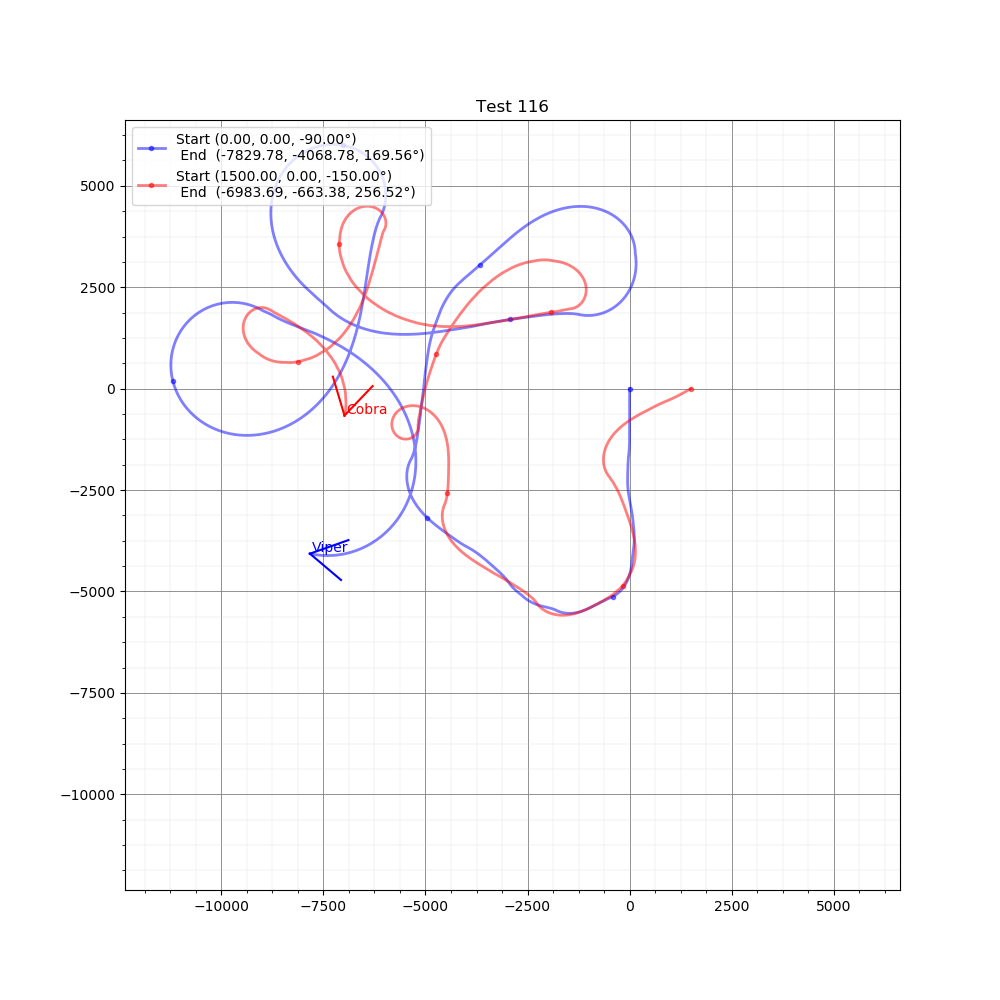 Test 116
Start (0.00, 0.00, -90.00°)
End (-7829.78, -4068.78, 169.56°)
Start (1500.00, 0.00, -150.00°)
End (-6983.69, -663.38, 256.52°)
5000
2500
0
−2500
−5000
−7500
−10000
Cobra
Viper
−10000
−7500
−5000
−2500
0
2500
5000